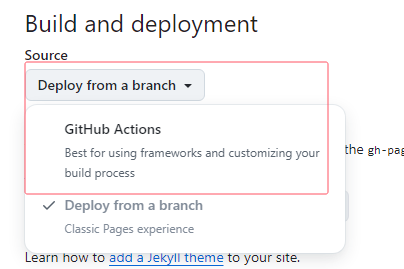 Build and deployment
Source
Deploy from a branch
GitHub Actions
Best for using frameworks and customizing your
build process
the gh-pag
Deploy from a branch
Classic Pages experience
Learn how to add a Jekyll theme to your site.